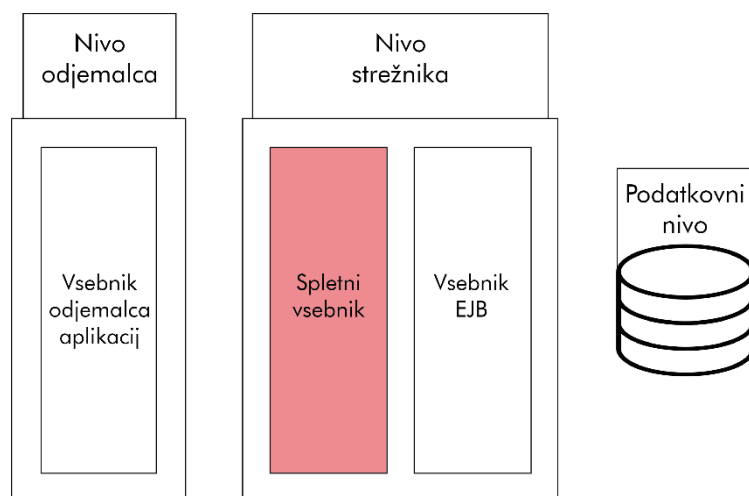 Nivo
odjemalca
Nivo
strežnika
Vsebnik
odjemalca
aplikacij
Spletni
vsebnik
Vsebnik
EJB
Podatkovni
nivo